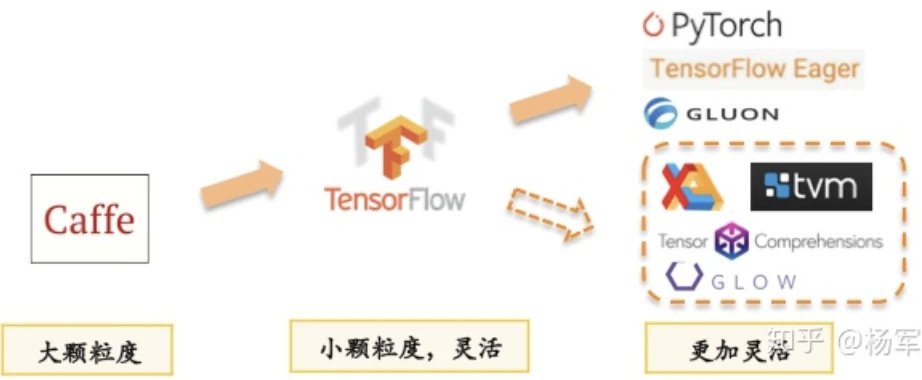 PyTorch
TensorFlow Eager
GLUON
XLA
tvm
Tensor Comprehensions
GLOW
Caffe
TensorFlow
大颗粒度
小颗粒度，灵活
更加灵活
知乎 @杨军